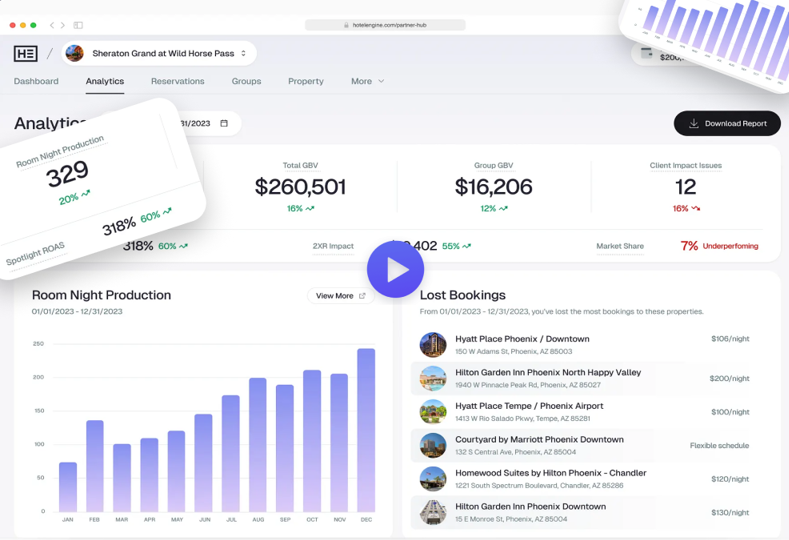 hotelengine.com/partner-hub
HE / Sheraton Grand at Wild Horse Pass
Dashboard Analytics Reservations Groups Property More
Analytics
31/2023
Download Report
Room Night Production
329
20%
Spotlight ROAS 318% 60%
Total GBV
$260,501
16%
Group GBV
$16,206
12%
Client Impact Issues
12
16%
318% 60%
2XR Impact
402 55%
Market Share
7% Underperfoming
Room Night Production
01/01/2023 - 12/31/2023
View More
250
200
150
100
50
0
JAN FEB MAR APR MAY JUN JUL AUG SEP OCT NOV DEC
Lost Bookings
From 01/01/2023 - 12/31/2023, you've lost the most bookings to these properties.
Hyatt Place Phoenix / Downtown
150 W Adams St, Phoenix, AZ 85003
$106/night
Hilton Garden Inn Phoenix North Happy Valley
1940 W Pinnacle Peak Rd, Phoenix, AZ 85027
$200/night
Hyatt Place Tempe / Phoenix Airport
1413 W Rio Salado Pkwy, Tempe, AZ 85281
$100/night
Courtyard by Marriott Phoenix Downtown
132 S Central Ave, Phoenix, AZ 85004
Flexible schedule
Homewood Suites by Hilton Phoenix - Chandler
1221 South Spectrum Boulevard, Chandler, AZ 85286
$120/night
Hilton Garden Inn Phoenix Downtown
15 E Monroe St, Phoenix, AZ 85004
$130/night